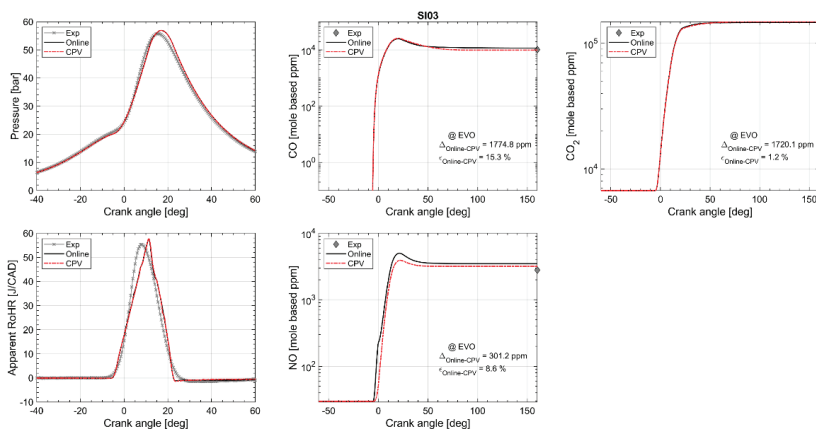 SI03
Exp
Online
CPV
Pressure [bar]
60
50
40
30
20
10
0
-40 -20 0 20 40 60
Crank angle [deg]
Exp
Online
CPV
CO [mole based ppm]
10^4
10^2
10^0
@ EVO
Δ_Online-CPV = 1774.8 ppm
ε_Online-CPV = 15.3 %
-50 0 50 100 150
Crank angle [deg]
Exp
Online
CPV
CO_2 [mole based ppm]
10^5
10^4
@ EVO
Δ_Online-CPV = 1720.1 ppm
ε_Online-CPV = 1.2 %
-50 0 50 100 150
Crank angle [deg]
Exp
Online
CPV
Apparent RoHR [J/CAD]
60
50
40
30
20
10
0
-10
-40 -20 0 20 40 60
Crank angle [deg]
Exp
Online
CPV
NO [mole based ppm]
10^4
10^3
10^2
@ EVO
Δ_Online-CPV = 301.2 ppm
ε_Online-CPV = 8.6 %
-50 0 50 100 150
Crank angle [deg]